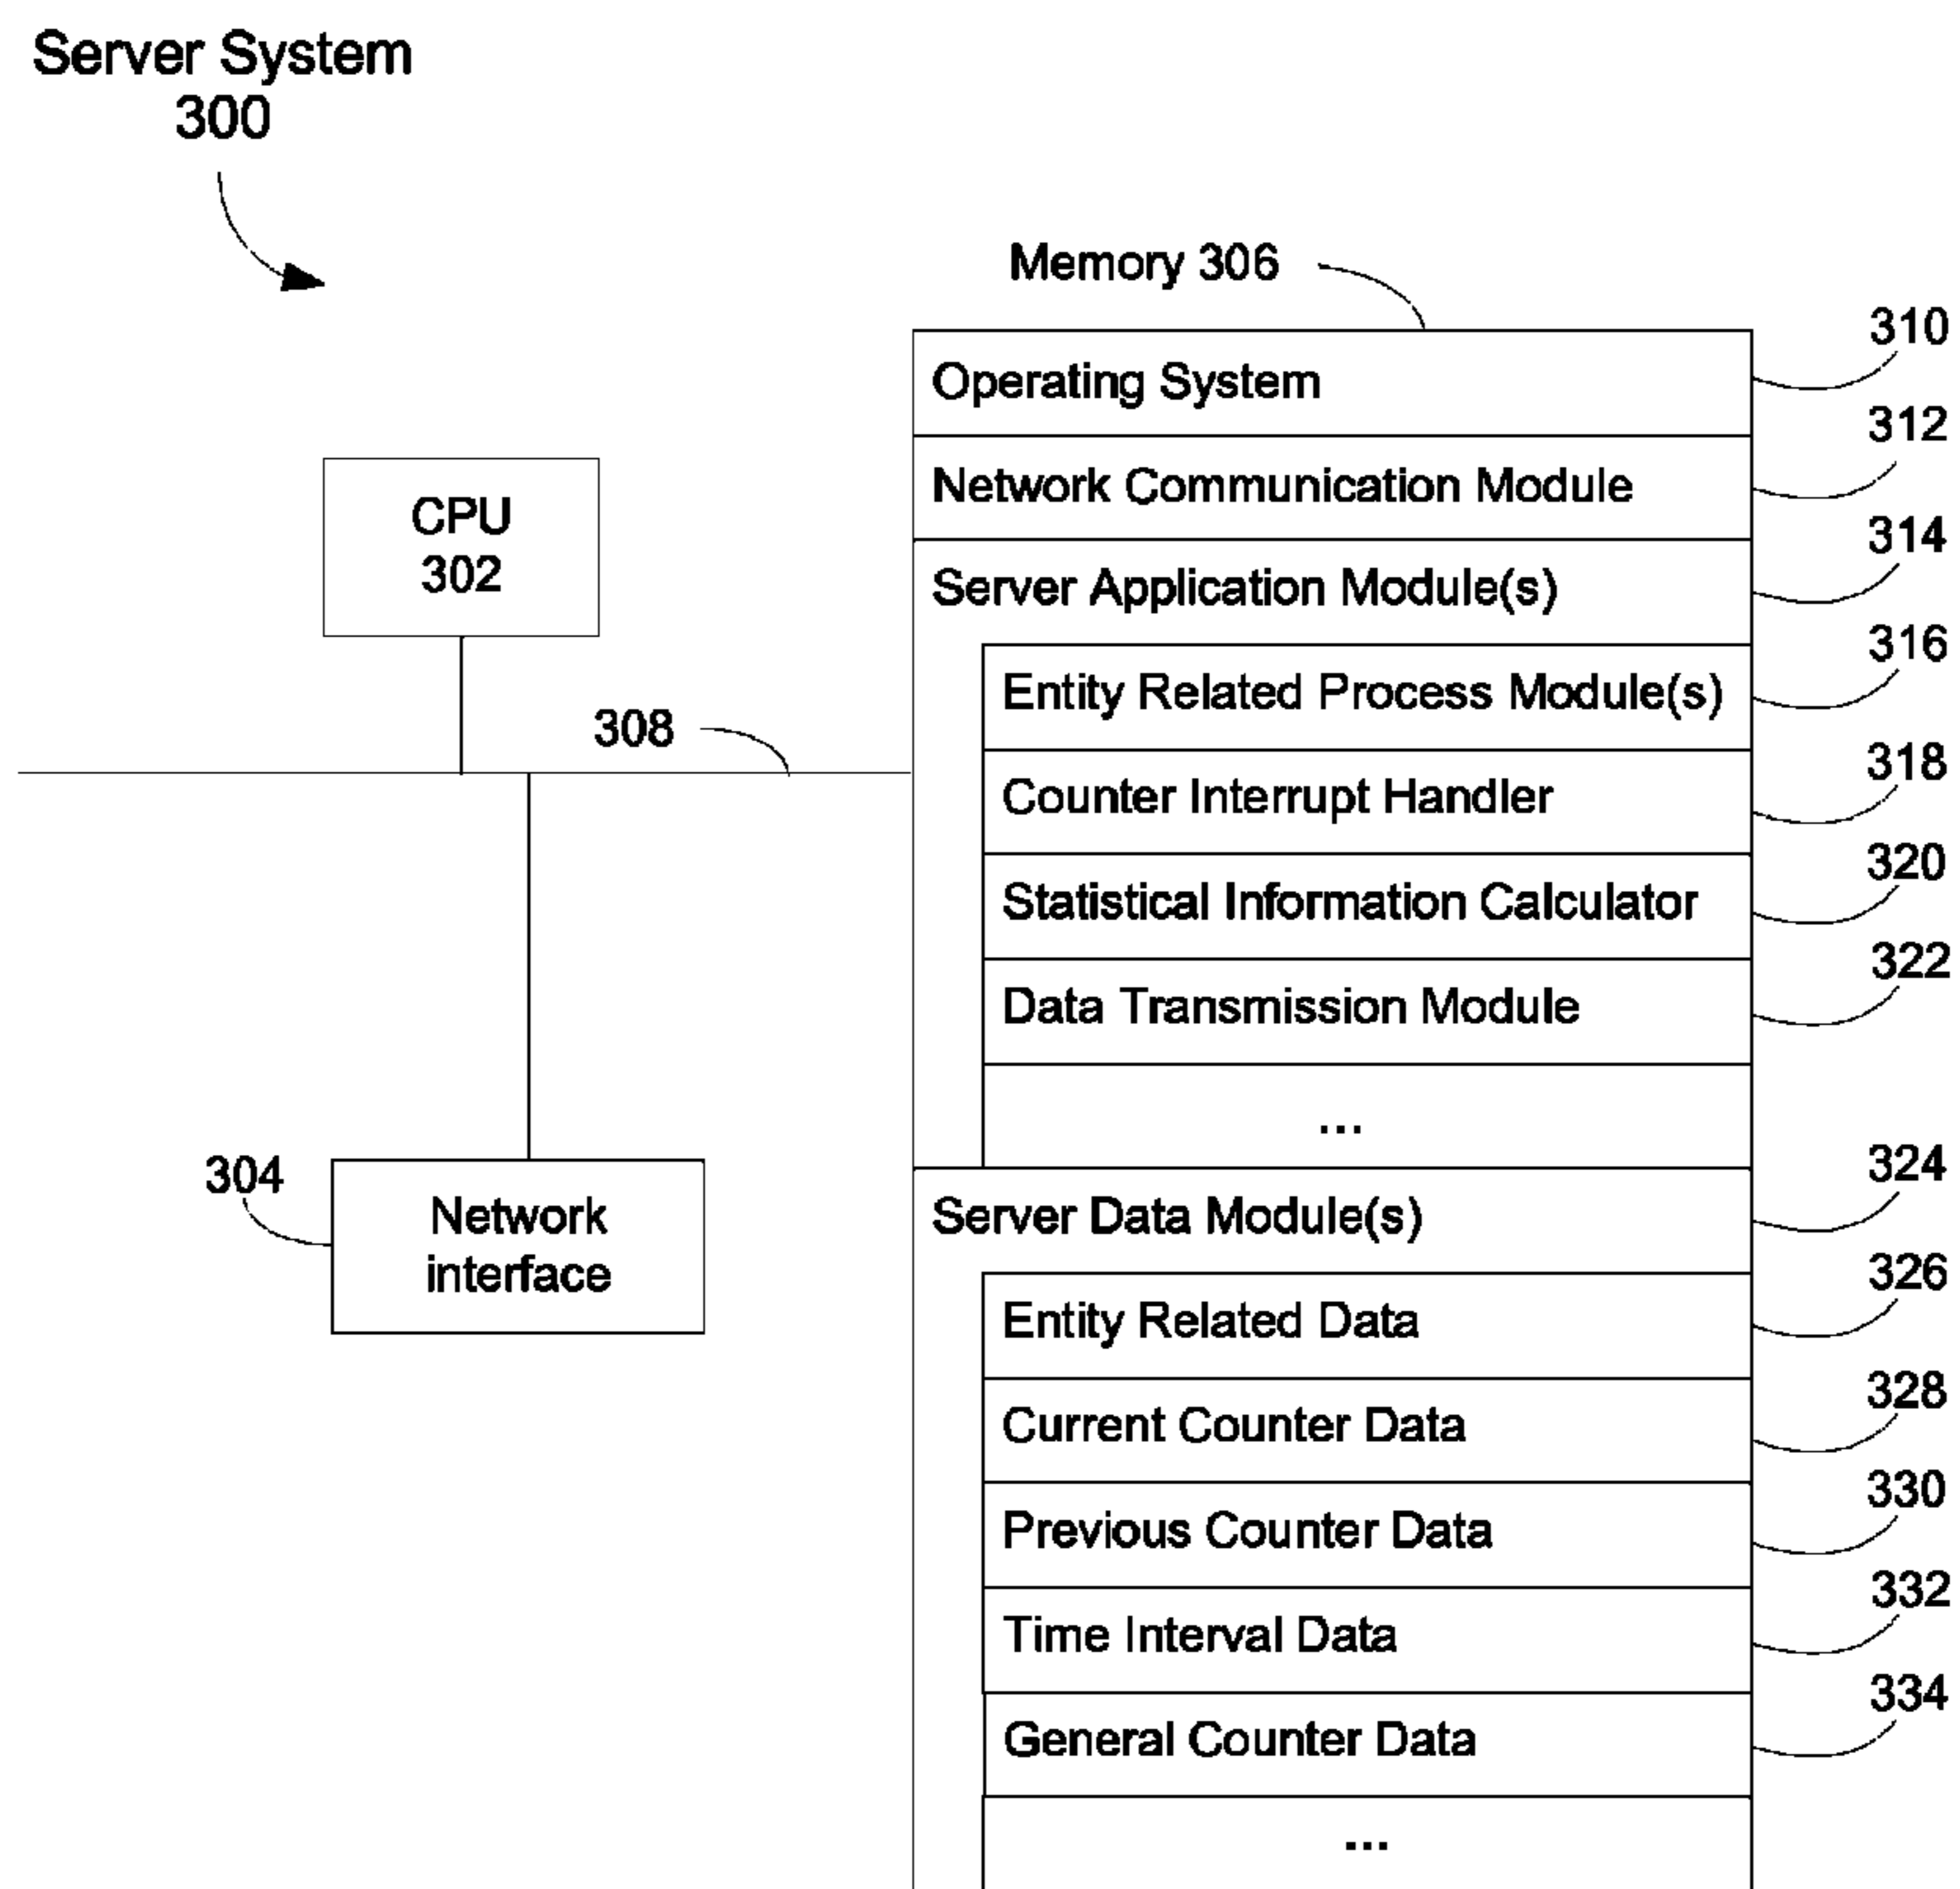 Server System
300
Memory 306
310
Operating System
312
Network Communication Module
CPU
302
314
Server Application Module(s)
316
Entity Related Process Module(s)
308
318
Counter Interrupt Handler
320
Statistical Information Calculator
322
Data Transmission Module
...
304
Network
interface
324
Server Data Module(s)
326
Entity Related Data
328
Current Counter Data
330
Previous Counter Data
332
Time Interval Data
334
General Counter Data
...